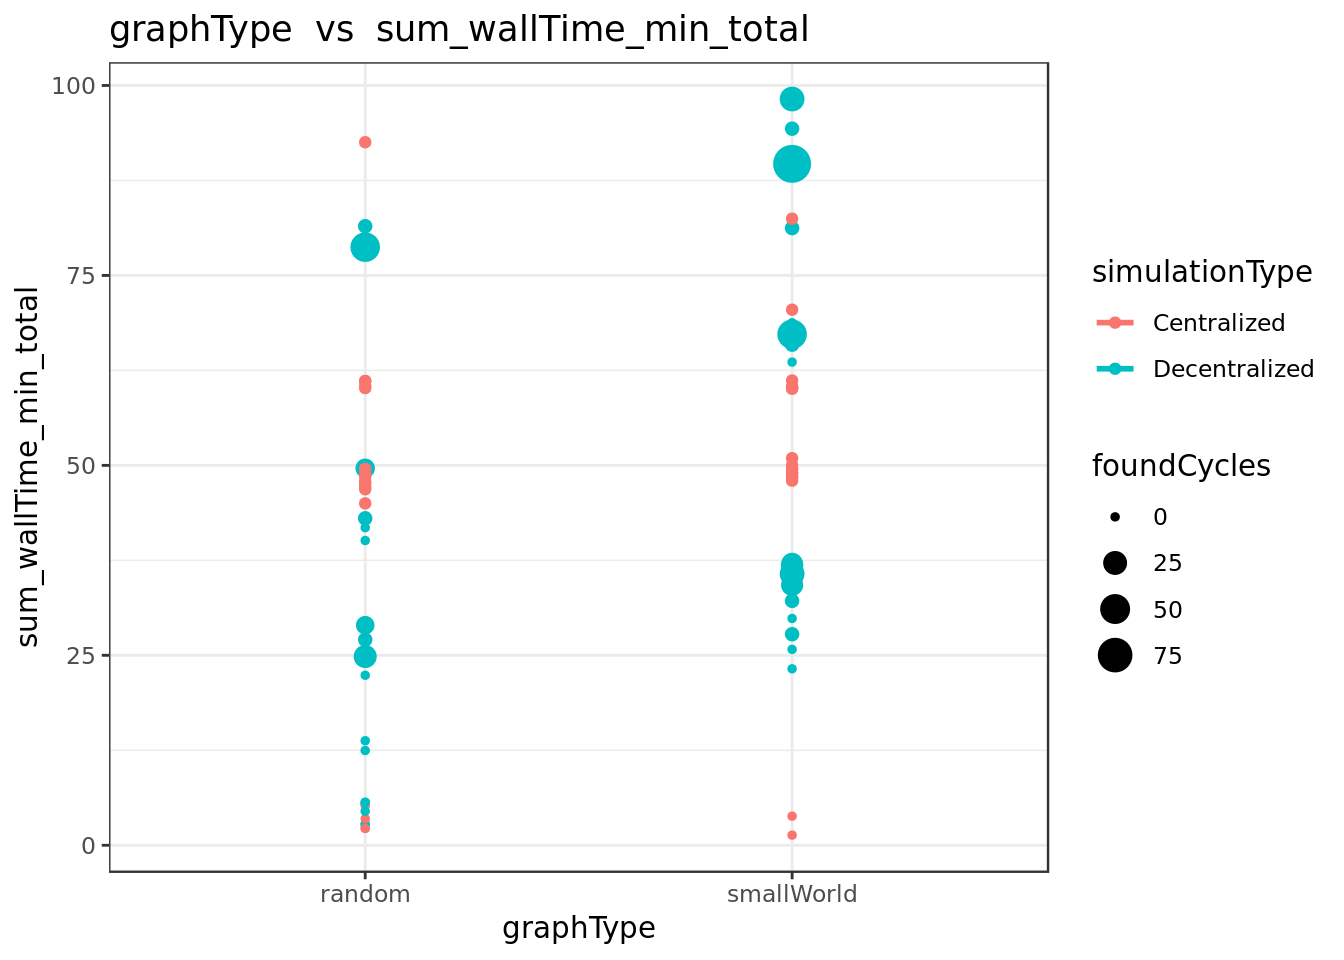 graphType  vs  sum_wallTime_min_total
100
75
50
25
0
sum_wallTime_min_total
random
smallWorld
graphType
simulationType
Centralized
Decentralized
foundCycles
0
25
50
75